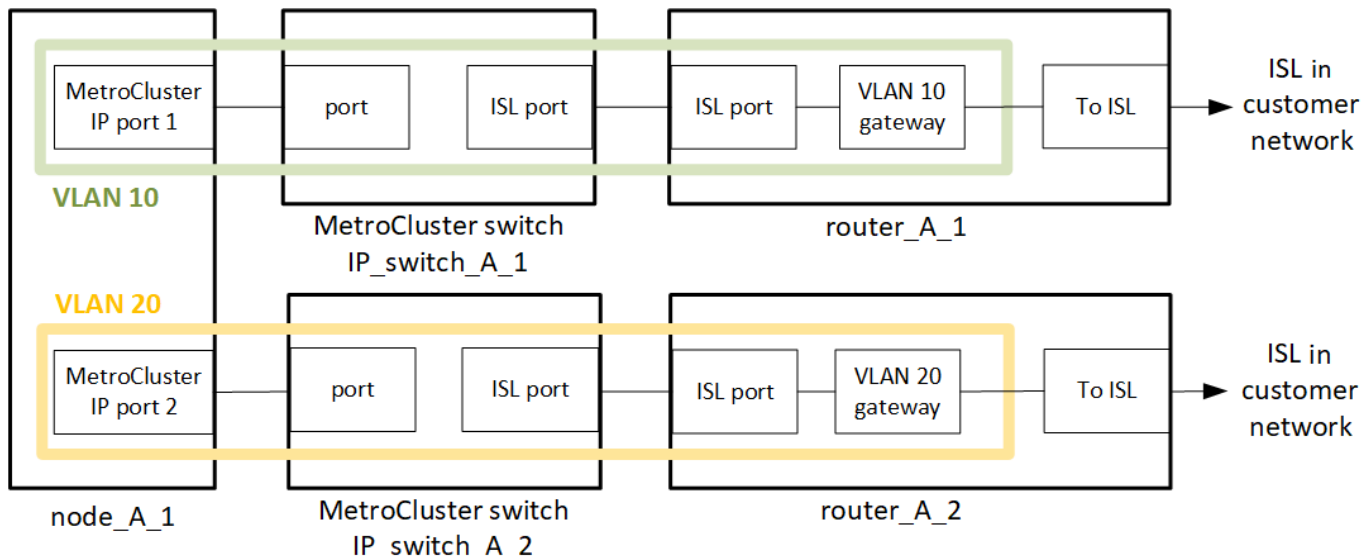 MetroCluster
IP port 1
port
ISL port
ISL port
VLAN 10
gateway
To ISL
ISL in
customer
network
VLAN 10
MetroCluster switch
IP_switch_A_1
router_A_1
VLAN 20
MetroCluster
IP port 2
port
ISL port
ISL port
VLAN 20
gateway
To ISL
ISL in
customer
network
node_A_1
MetroCluster switch
IP_switch_A_2
router_A_2